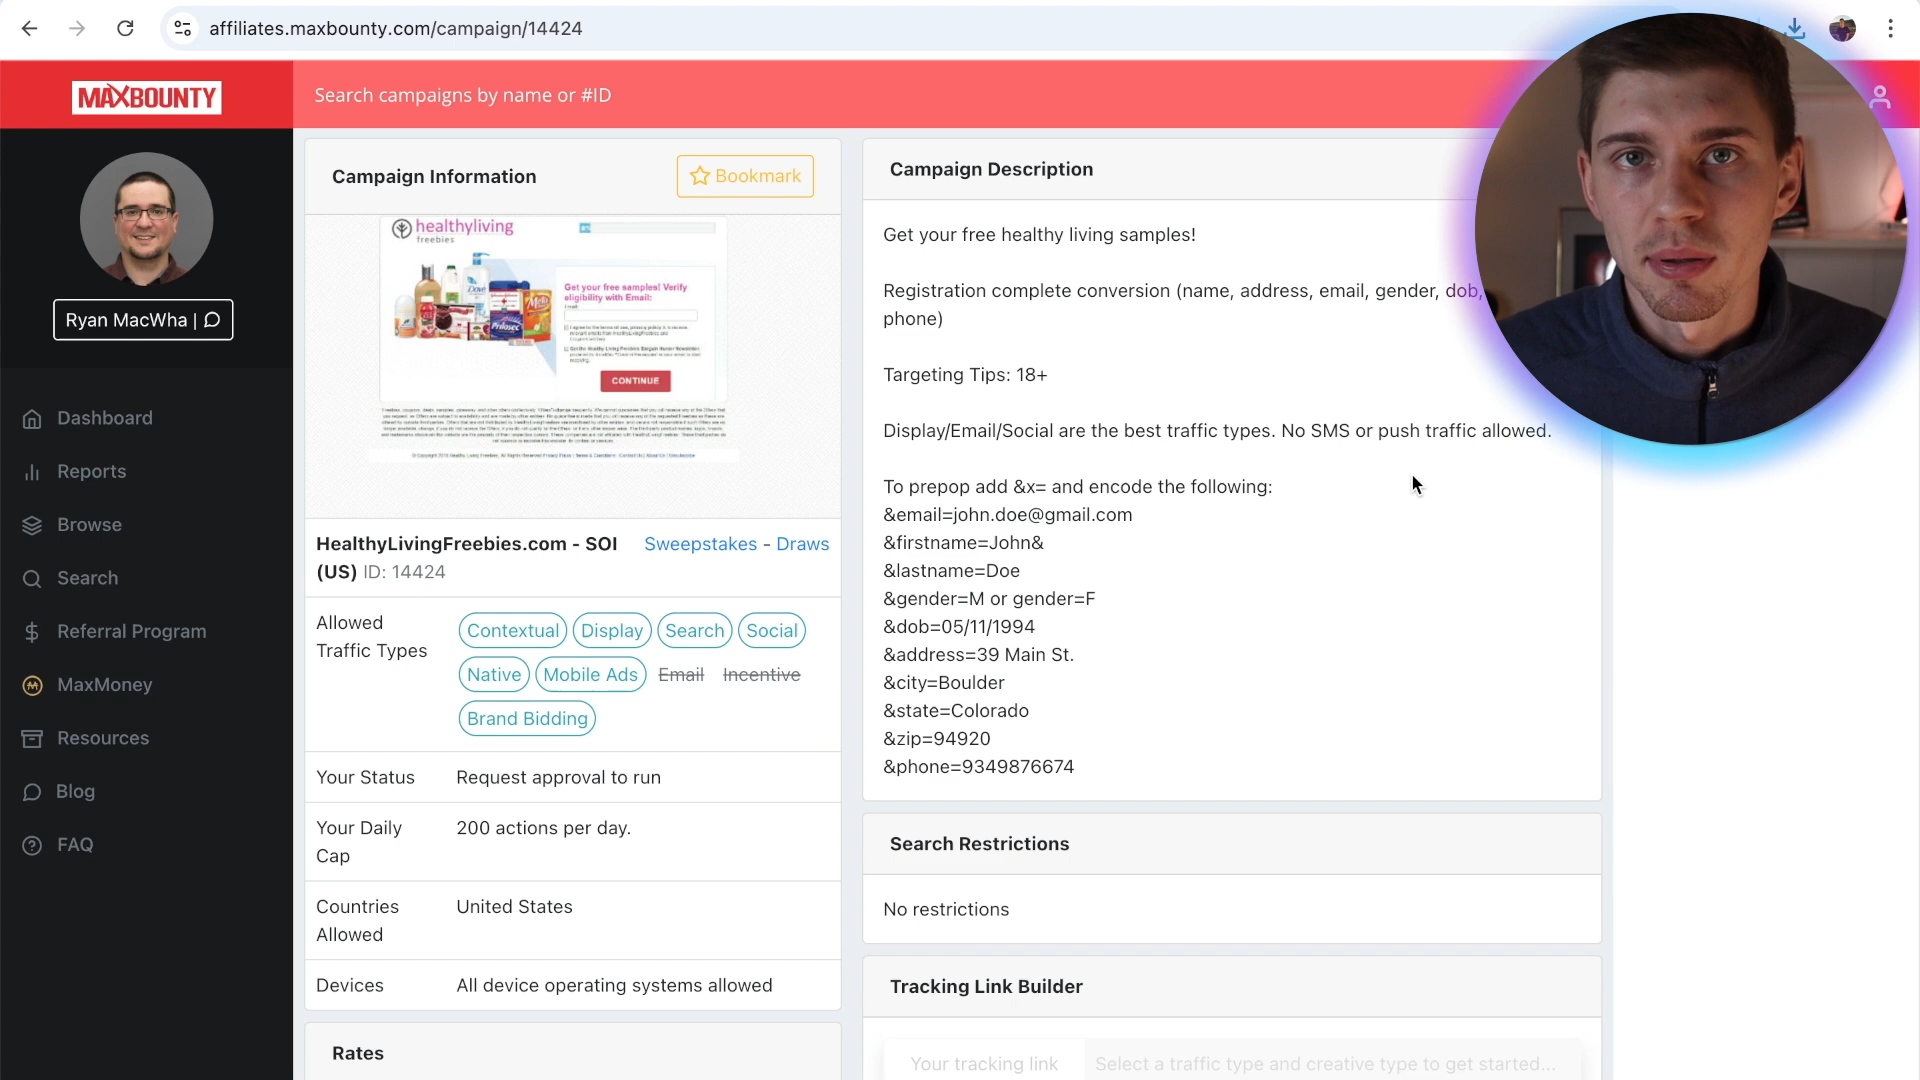 affiliates.maxbounty.com/campaign/14424
MAXBOUNTY
Search campaigns by name or #ID
Ryan MacWha |
Dashboard
Reports
Browse
Search
Referral Program
MaxMoney
Resources
Blog
FAQ
Campaign Information
Bookmark
healthyliving
freebies
Get your free samples! Verify
eligibility with Email:
CONTINUE
HealthyLivingFreebies.com - SOI
(US) ID: 14424
Sweepstakes - Draws
Allowed
Traffic Types
Contextual
Display
Search
Social
Native
Mobile Ads
Email
Incentive
Brand Bidding
Your Status
Request approval to run
Your Daily
Cap
200 actions per day.
Countries
Allowed
United States
Devices
All device operating systems allowed
Rates
Campaign Description
Get your free healthy living samples!
Registration complete conversion (name, address, email, gender, dob,
phone)
Targeting Tips: 18+
Display/Email/Social are the best traffic types. No SMS or push traffic allowed.
To prepop add &x= and encode the following:
&email=john.doe@gmail.com
&firstname=John&
&lastname=Doe
&gender=M or gender=F
&dob=05/11/1994
&address=39 Main St.
&city=Boulder
&state=Colorado
&zip=94920
&phone=9349876674
Search Restrictions
No restrictions
Tracking Link Builder
Your tracking link
Select a traffic type and creative type to get started...